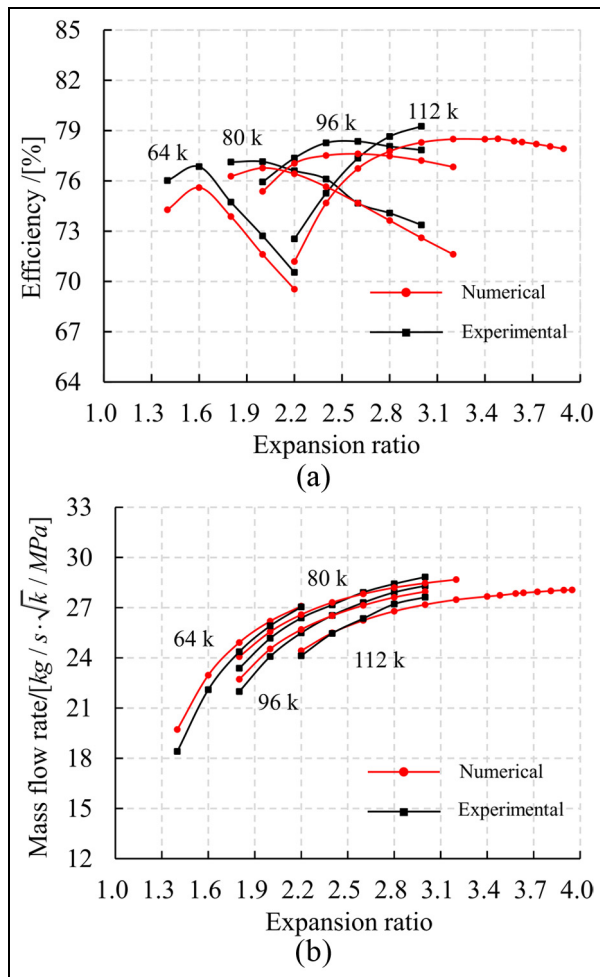 85
82
79
76
73
70
67
64
Efficiency /[%]
64 k
80 k
96 k
112 k
Numerical
Experimental
1.0 1.3 1.6 1.9 2.2 2.5 2.8 3.1 3.4 3.7 4.0
Expansion ratio
(a)
33
30
27
24
21
18
15
12
Mass flow rate/[kg / s·√k / MPa]
64 k
80 k
96 k
112 k
Numerical
Experimental
1.0 1.3 1.6 1.9 2.2 2.5 2.8 3.1 3.4 3.7 4.0
Expansion ratio
(b)